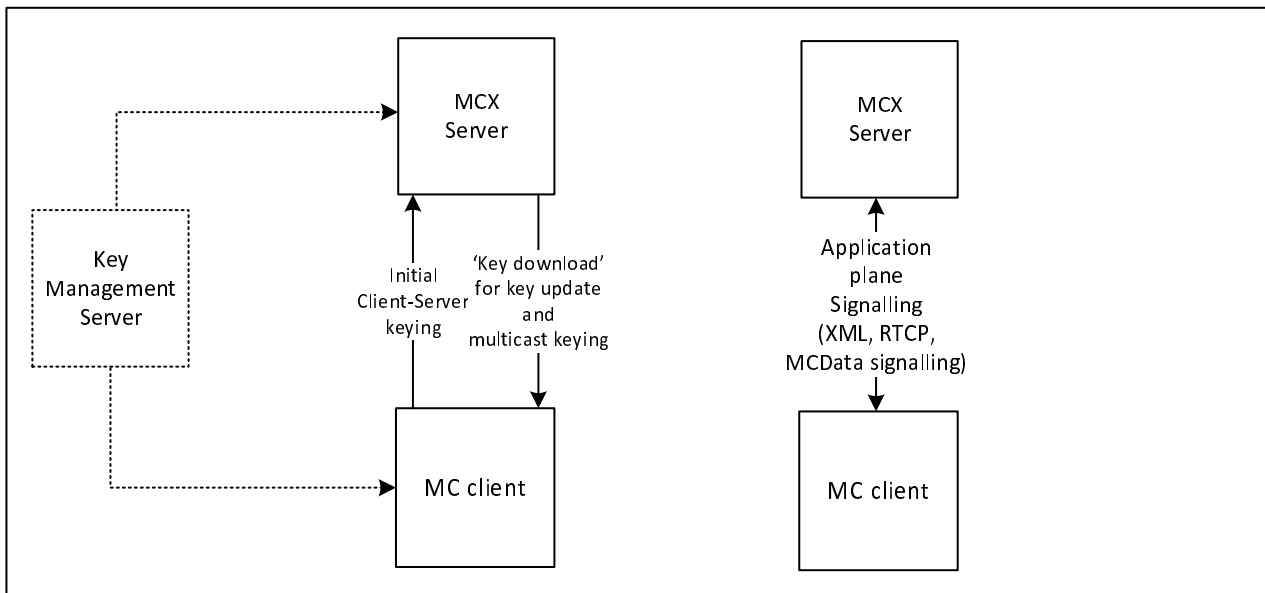 MCX
Server
Key
Management
Server
Initial
Client-Server
keying
‘Key download’
for key update
and
multicast keying
MC client
MCX
Server
Application
plane
Signalling
(XML, RTCP,
MCData signalling)
MC client